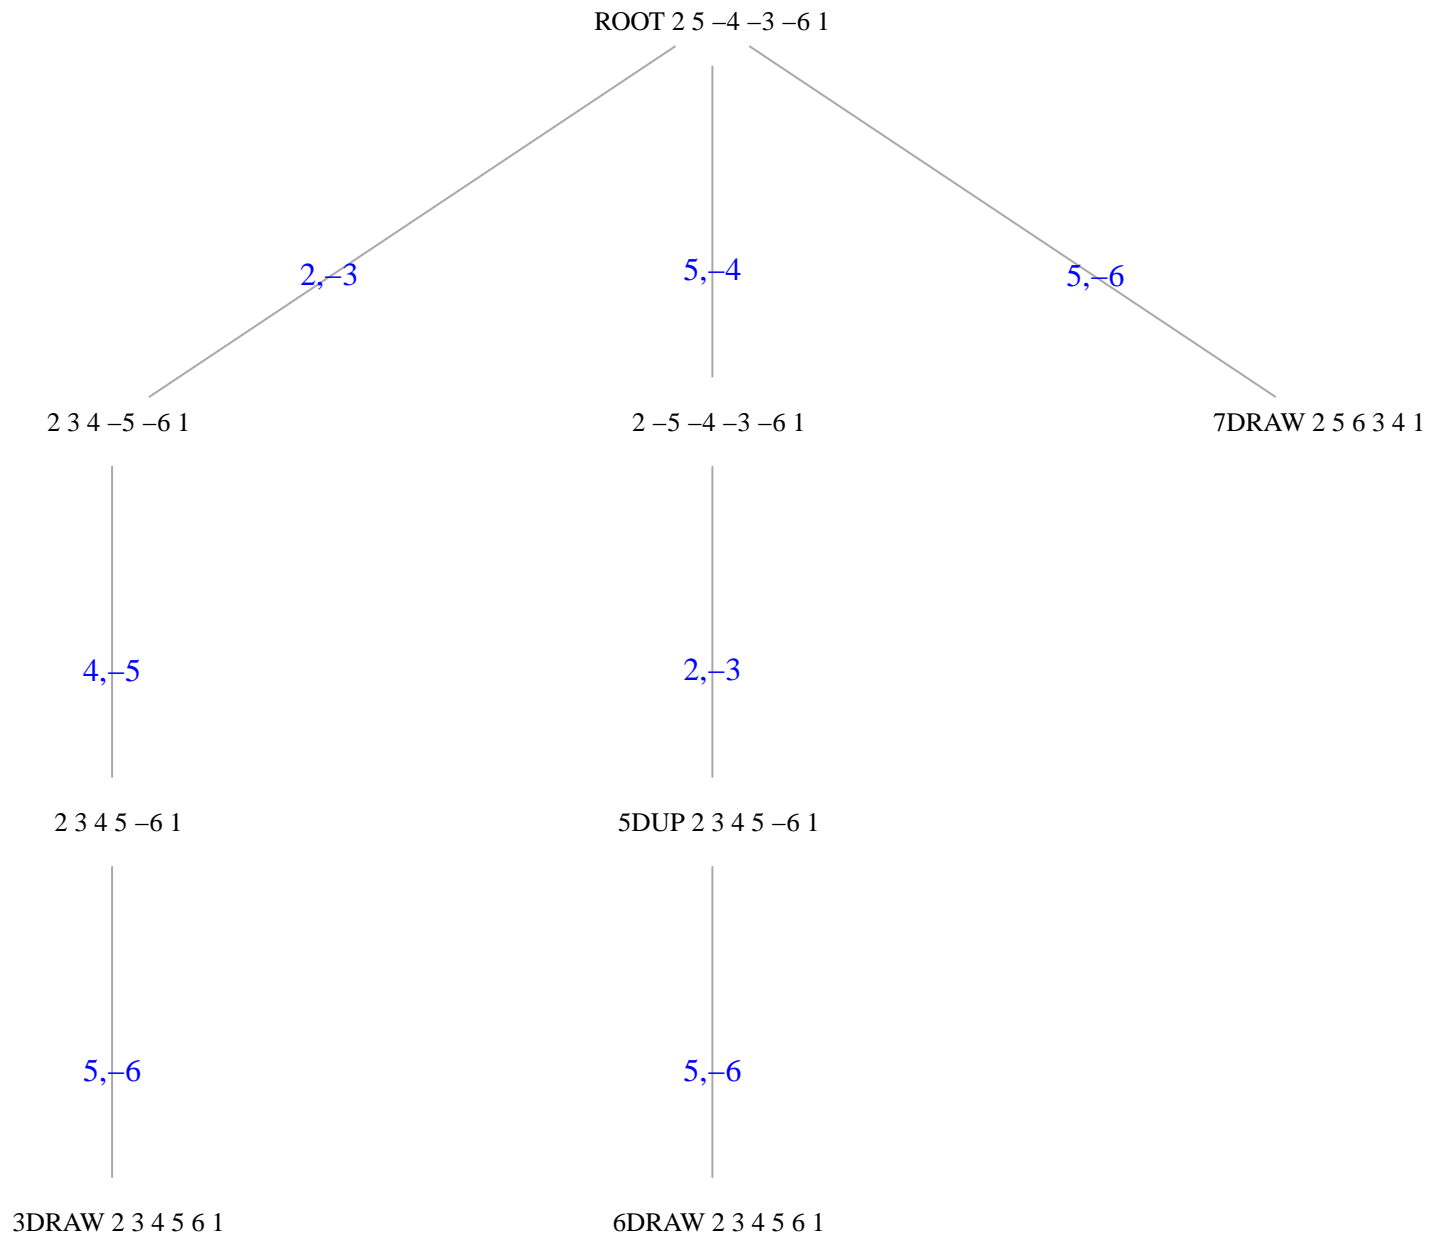 ROOT 2 5 –4 –3 –6 1
2,–3
5,–4
5,–6
2 3 4 –5 –6 1
2 –5 –4 –3 –6 1
7DRAW 2 5 6 3 4 1
4,–5
2,–3
2 3 4 5 –6 1
5DUP 2 3 4 5 –6 1
5,–6
5,–6
3DRAW 2 3 4 5 6 1
6DRAW 2 3 4 5 6 1